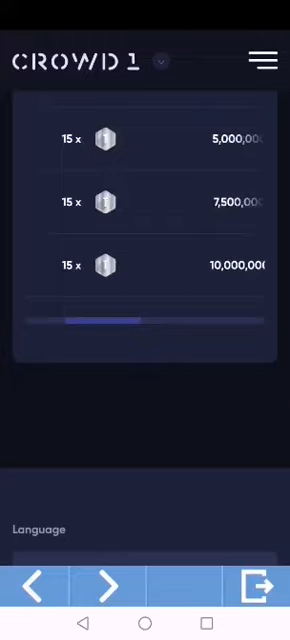 CROWD 1
15 x 5,000,000
15 x 7,500,000
15 x 10,000,000
Language